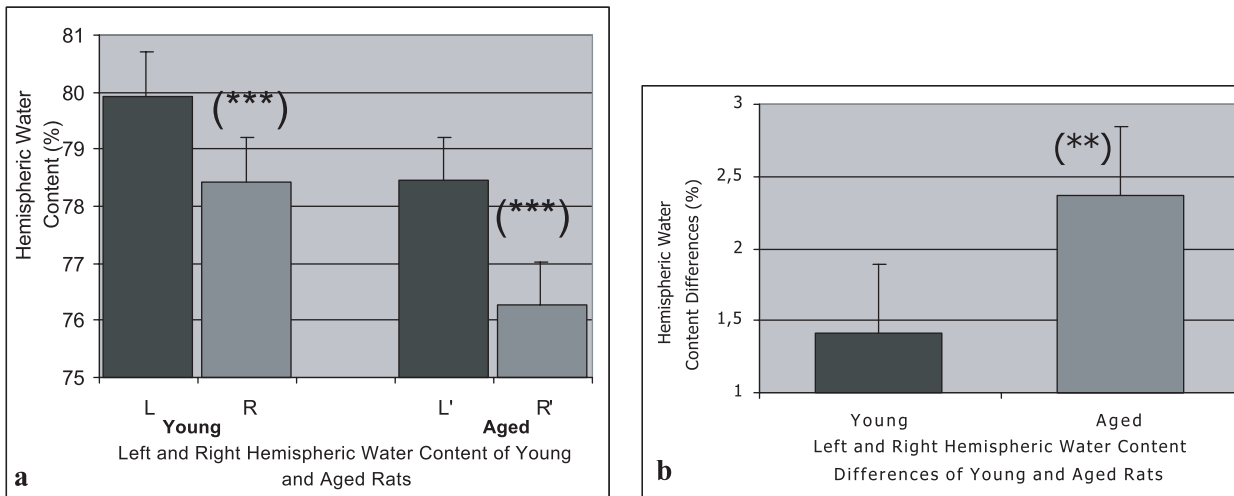 81
80
79
78
77
76
75
Hemispheric Water
Content (%)
(***)
(***)
L R L' R'
Young Aged
Left and Right Hemispheric Water Content of Young
and Aged Rats
a
3
2,5
2
1,5
1
Hemispheric Water
Content Differences (%)
(**)
Young Aged
Left and Right Hemispheric Water Content
Differences of Young and Aged Rats
b